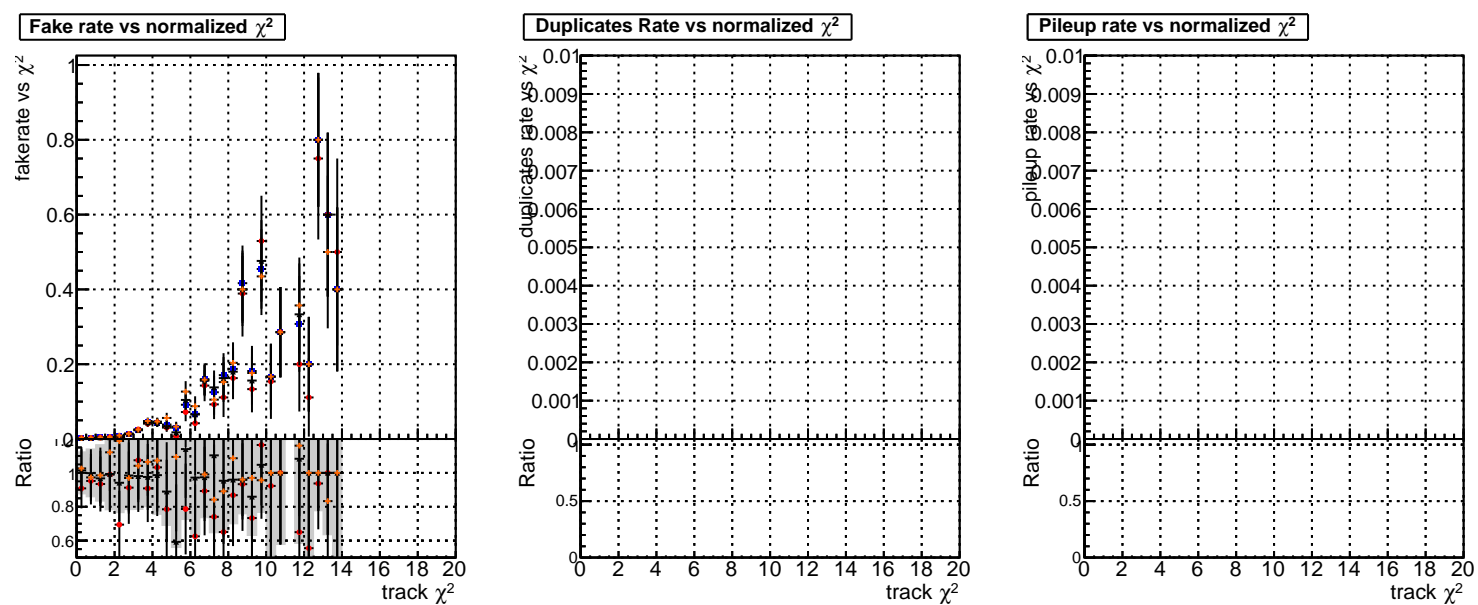 Fake rate vs normalized χ²
fakerate vs χ²
1
0.8
0.6
0.4
0.2
0
Ratio
1
0.8
0.6
0 2 4 6 8 10 12 14 16 18 20
track χ²
Duplicates Rate vs normalized χ²
duplicates rate vs χ²
0.01
0.009
0.008
0.007
0.006
0.005
0.004
0.003
0.002
0.001
0
Ratio
1
0.5
0
0 2 4 6 8 10 12 14 16 18 20
track χ²
Pileup rate vs normalized χ²
pileup rate vs χ²
0.01
0.009
0.008
0.007
0.006
0.005
0.004
0.003
0.002
0.001
0
Ratio
1
0.5
0
0 2 4 6 8 10 12 14 16 18 20
track χ²